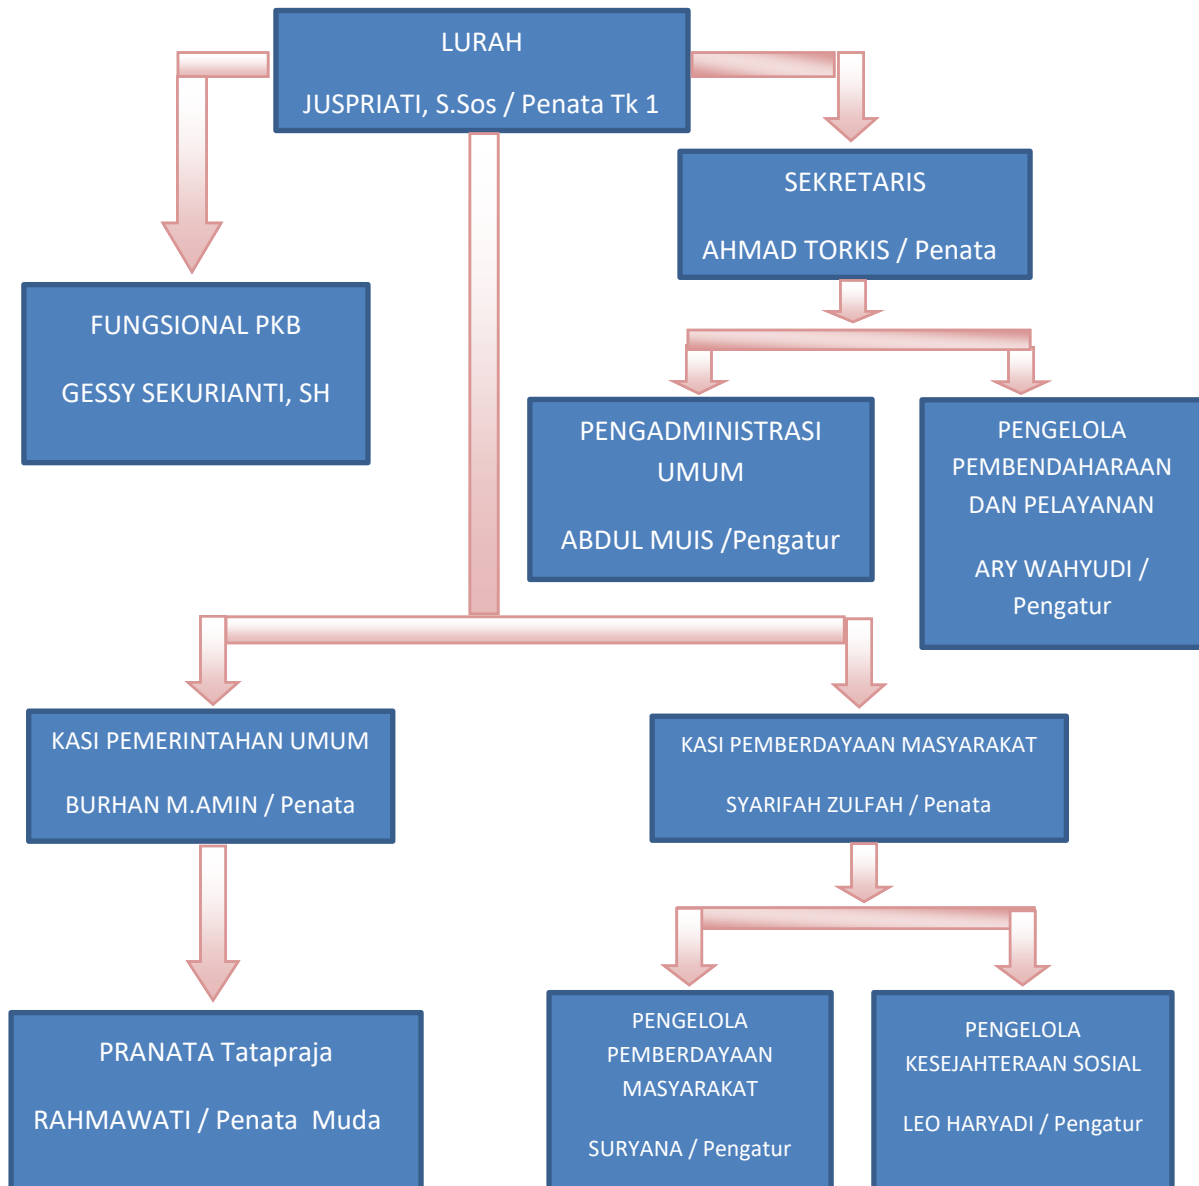 LURAH
JUSPRIATI, S.Sos / Penata Tk 1
SEKRETARIS
AHMAD TORKIS / Penata
FUNGSIONAL PKB
GESSY SEKURIANTI, SH
PENGADMINISTRASI
UMUM
ABDUL MUIS /Pengatur
PENGELOLA
PEMBENDAHARAAN
DAN PELAYANAN
ARY WAHYUDI /
Pengatur
KASI PEMERINTAHAN UMUM
BURHAN M.AMIN / Penata
KASI PEMBERDAYAAN MASYARAKAT
SYARIFAH ZULFAH / Penata
PRANATA Tatapraja
RAHMAWATI / Penata  Muda
PENGELOLA
PEMBERDAYAAN
MASYARAKAT
SURYANA / Pengatur
PENGELOLA
KESEJAHTERAAN SOSIAL
LEO HARYADI / Pengatur